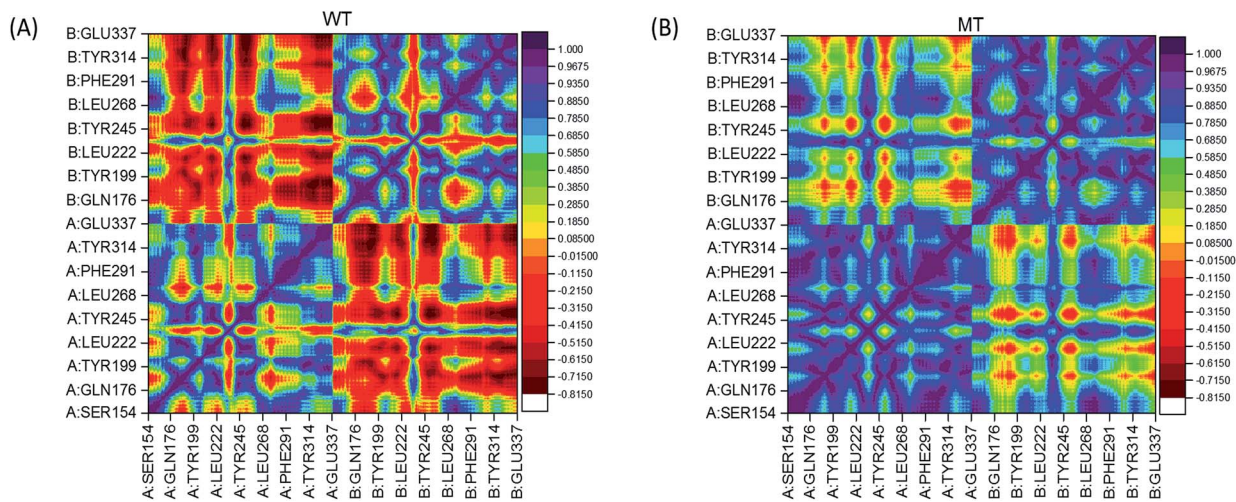 (A)
WT
B:GLU337
B:TYR314
B:PHE291
B:LEU268
B:TYR245
B:LEU222
B:TYR199
B:GLN176
A:GLU337
A:TYR314
A:PHE291
A:LEU268
A:TYR245
A:LEU222
A:TYR199
A:GLN176
A:SER154
A:SER154
A:GLN176
A:TYR199
A:LEU222
A:TYR245
A:LEU268
A:PHE291
A:TYR314
A:GLU337
B:GLN176
B:TYR199
B:LEU222
B:TYR245
B:LEU268
B:PHE291
B:TYR314
B:GLU337
1.000
0.9675
0.8850
0.7850
0.6850
0.5850
0.4850
0.3850
0.2850
0.1850
0.08500
-0.01500
-0.1150
-0.2150
-0.3150
-0.4150
-0.5150
-0.6150
-0.7150
-0.8150
(B)
MT
B:GLU337
B:TYR314
B:PHE291
B:LEU268
B:TYR245
B:LEU222
B:TYR199
B:GLN176
A:GLU337
A:TYR314
A:PHE291
A:LEU268
A:TYR245
A:LEU222
A:TYR199
A:GLN176
A:SER154
A:SER154
A:GLN176
A:TYR199
A:LEU222
A:TYR245
A:LEU268
A:PHE291
A:TYR314
A:GLU337
B:GLN176
B:TYR199
B:LEU222
B:TYR245
B:LEU268
B:PHE291
B:TYR314
B:GLU337
1.000
0.9675
0.8850
0.7850
0.6850
0.5850
0.4850
0.3850
0.2850
0.1850
0.08500
-0.01500
-0.1150
-0.2150
-0.3150
-0.4150
-0.5150
-0.6150
-0.7150
-0.8150